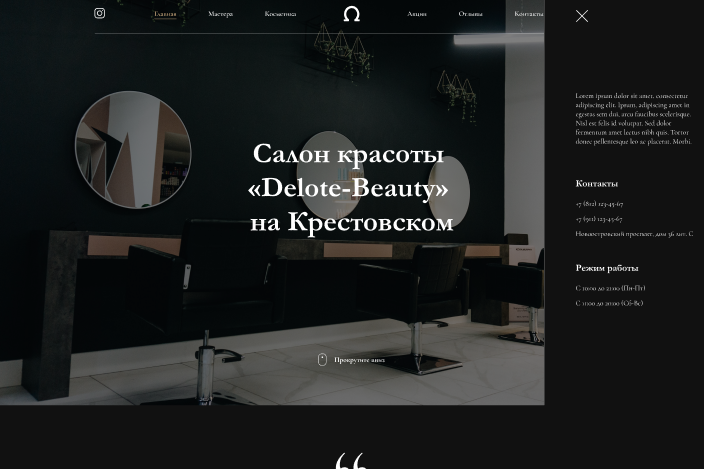 Главная
Мастера
Косметика
Акции
Отзывы
Контакты
Салон красоты
«Delote-Beauty»
на Крестовском
Прокрутите вниз
Lorem ipsum dolor sit amet, consectetur
adipiscing elit. Ipsum, adipiscing amet in
egestas sem dui, arcu faucibus scelerisque.
Nisl est felis id volutpat. Sed dolor
fermentum amet lectus nibh quis. Tortor
donec pellentesque leo ac placerat. Morbi.
Контакты
+7 (812) 123-45-67
+7 (911) 123-45-67
Новоостровский проспект, дом 36 лит. С
Режим работы
С 10:00 до 21:00 (Пн-Пт)
С 11:00 до 20:00 (Сб-Вс)
“